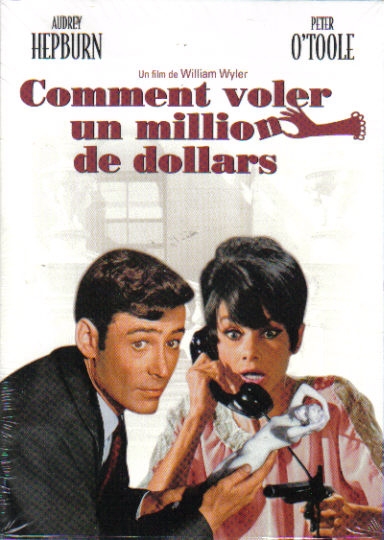 AUDREY
HEPBURN
PETER
O'TOOLE
Un film de William Wyler
Comment voler
un million
de dollars